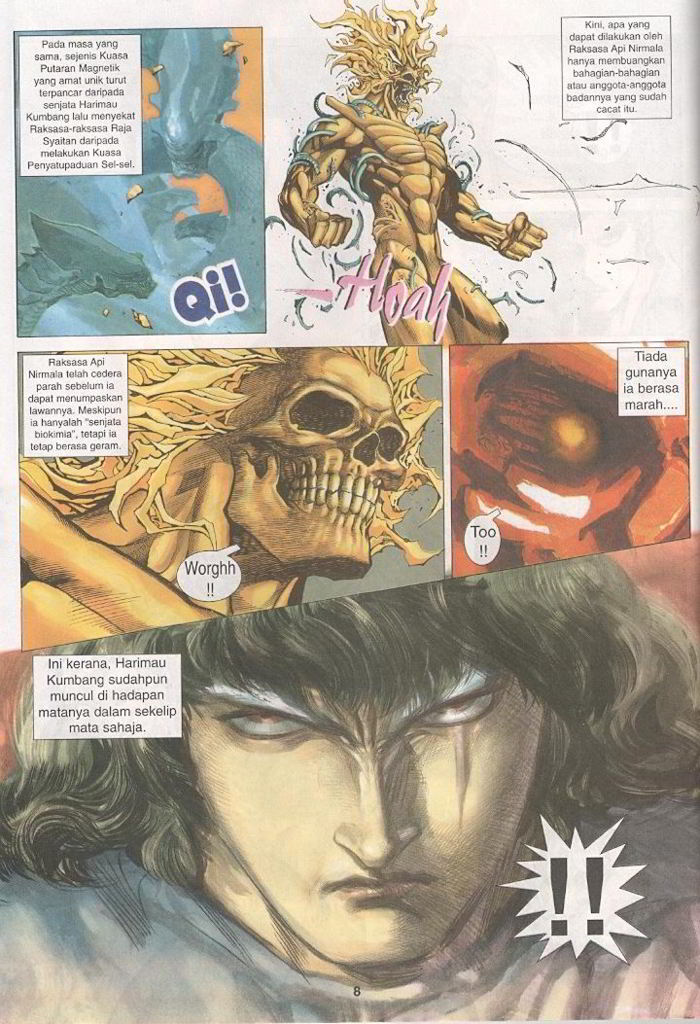 Pada masa yang
sama, sejenis Kuasa
Putaran Magnetik
yang amat unik turut
terpancar daripada
senjata Harimau
Kumbang lalu menyekat
Raksasa-raksasa Raja
Syaitan daripada
melakukan Kuasa
Penyatupaduan Sel-sel.
Qi!
Kini, apa yang
dapat dilakukan oleh
Raksasa Api Nirmala
hanya membuangkan
bahagian-bahagian
atau anggota-anggota
badannya yang sudah
cacat itu.
Hoah
Raksasa Api
Nirmala telah cedera
parah sebelum ia
dapat menumpaskan
lawannya. Meskipun
ia hanyalah "senjata
biokimia", tetapi ia
tetap berasa geram.
Worghh
!!
Tiada
gunanya
ia berasa
marah....
Too
!!
Ini kerana, Harimau
Kumbang sudahpun
muncul di hadapan
matanya dalam sekelip
mata sahaja.
!!
8